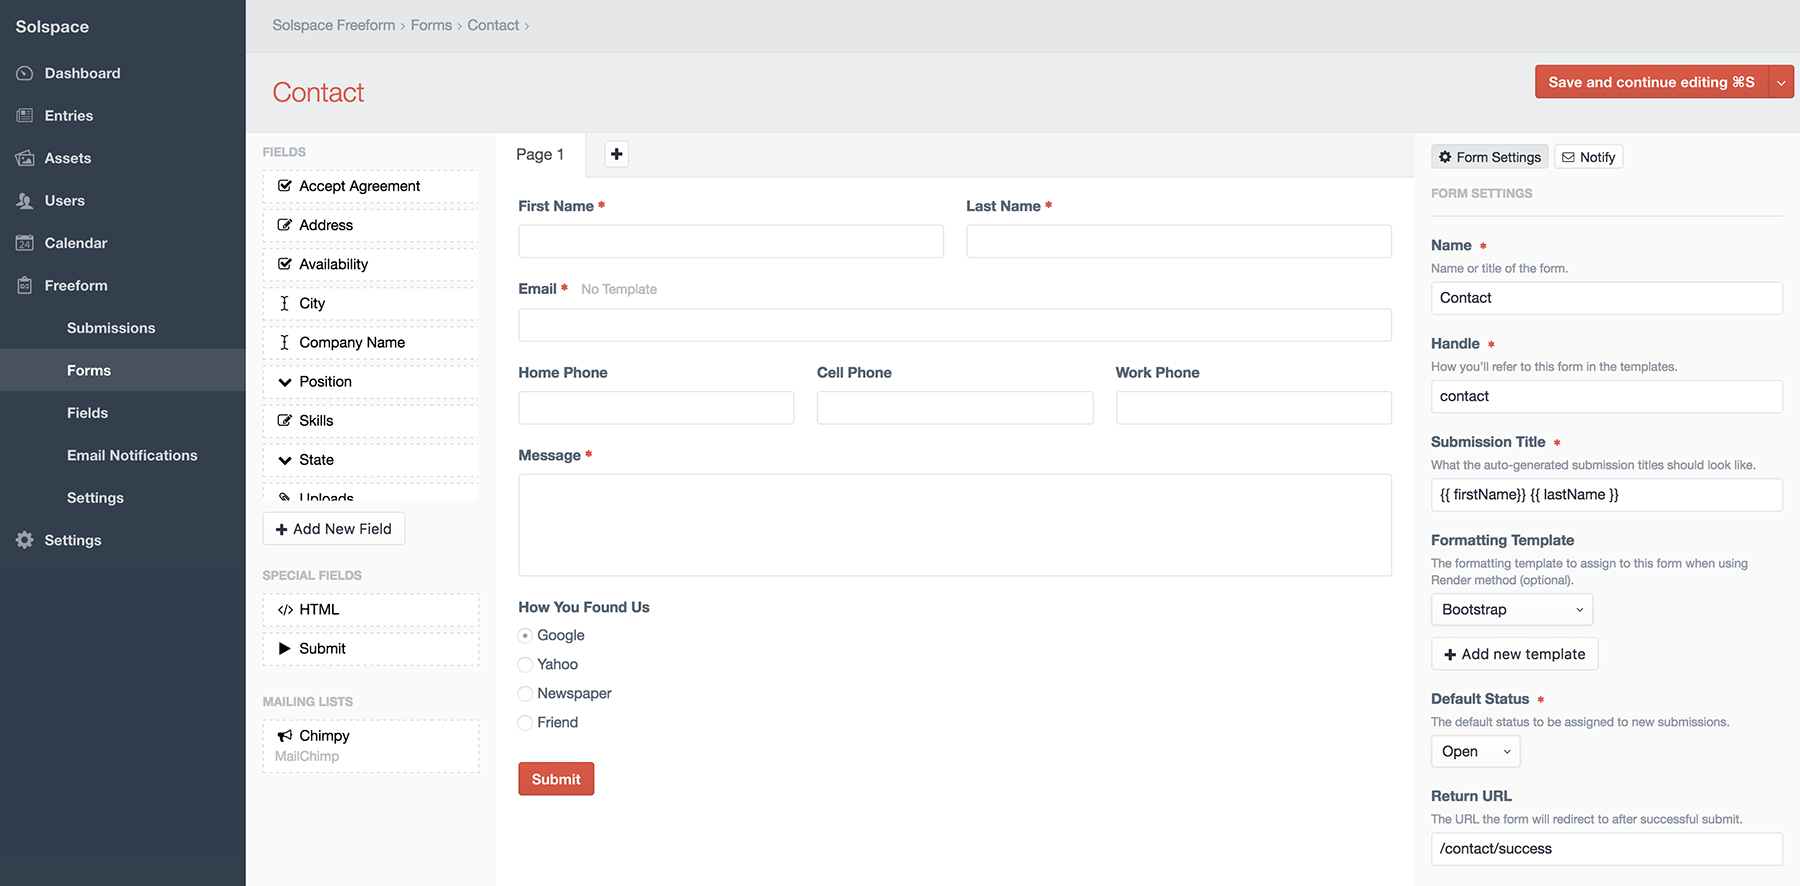 Solspace
Dashboard
Entries
Assets
Users
24
Calendar
Freeform
Submissions
Forms
Fields
Email Notifications
Settings
Settings
Solspace Freeform › Forms › Contact ›
Contact
Save and continue editing ⌘S
FIELDS
Accept Agreement
Address
Availability
City
Company Name
Position
Skills
State
Uploads
Add New Field
SPECIAL FIELDS
HTML
Submit
MAILING LISTS
Chimpy
MailChimp
Page 1
First Name *
Last Name *
Email * No Template
Home Phone
Cell Phone
Work Phone
Message *
How You Found Us
Google
Yahoo
Newspaper
Friend
Submit
Form Settings
Notify
FORM SETTINGS
Name *
Name or title of the form.
Contact
Handle *
How you’ll refer to this form in the templates.
contact
Submission Title *
What the auto-generated submission titles should look like.
{{ firstName}} {{ lastName }}
Formatting Template
The formatting template to assign to this form when using
Render method (optional).
Bootstrap
Add new template
Default Status *
The default status to be assigned to new submissions.
Open
Return URL
The URL the form will redirect to after successful submit.
/contact/success